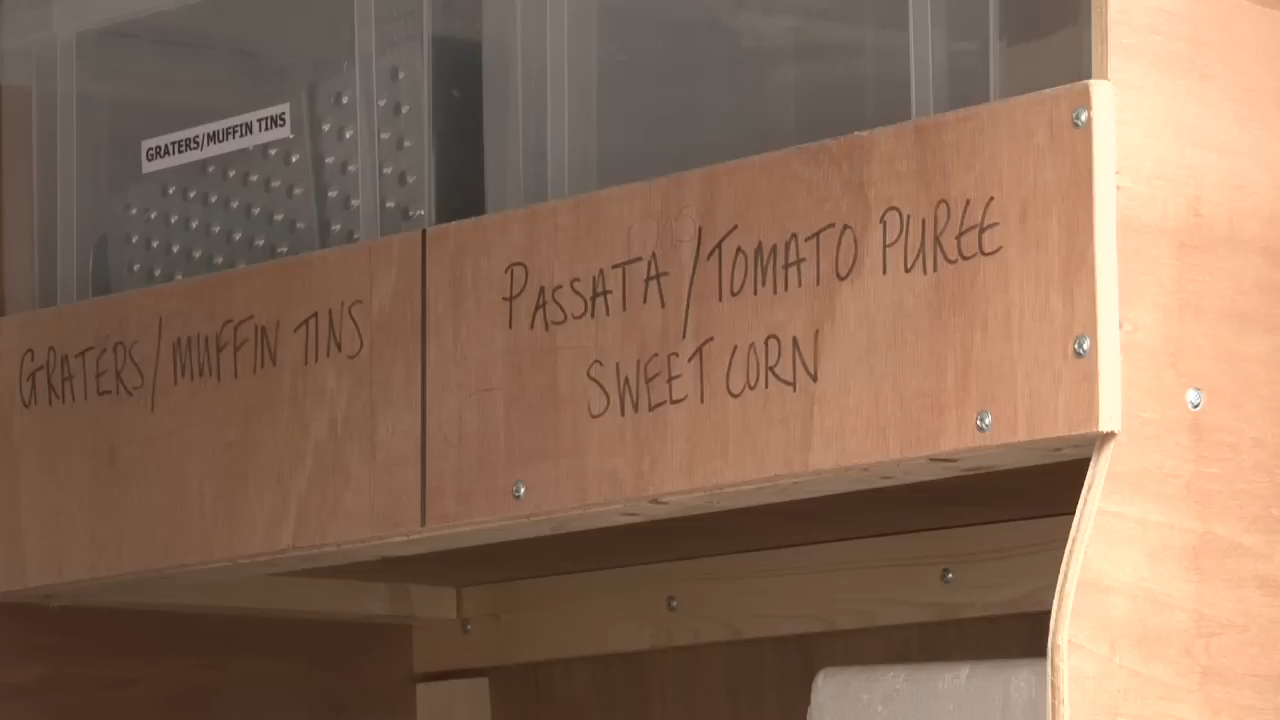 GRATERS/MUFFIN TINS
GRATERS/MUFFIN TINS
PASSATA/TOMATO PUREE
SWEET CORN